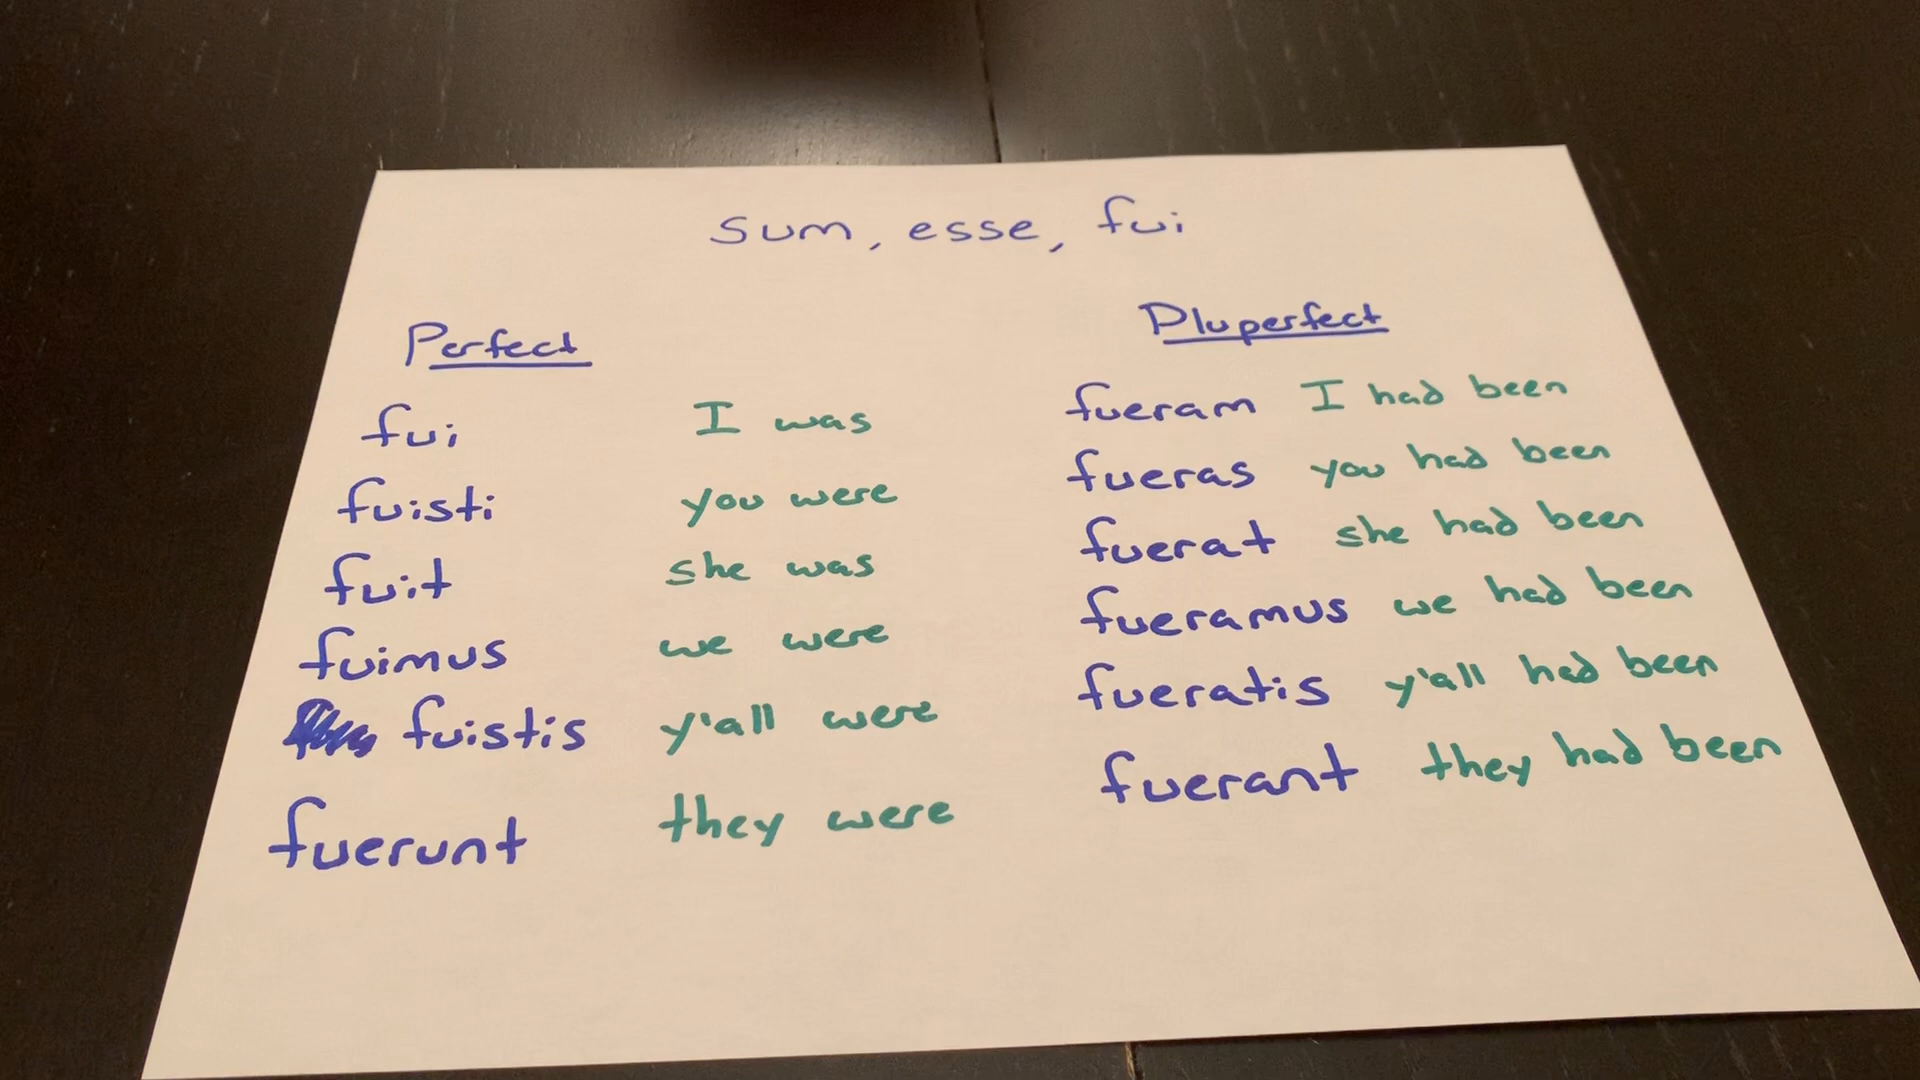 sum, esse, fui
Perfect
fui I was
fuisti you were
fuit she was
fuimus we were
fuistis y'all were
fuerunt they were
Pluperfect
fueram I had been
fueras you had been
fuerat she had been
fueramus we had been
fueratis y'all had been
fuerant they had been